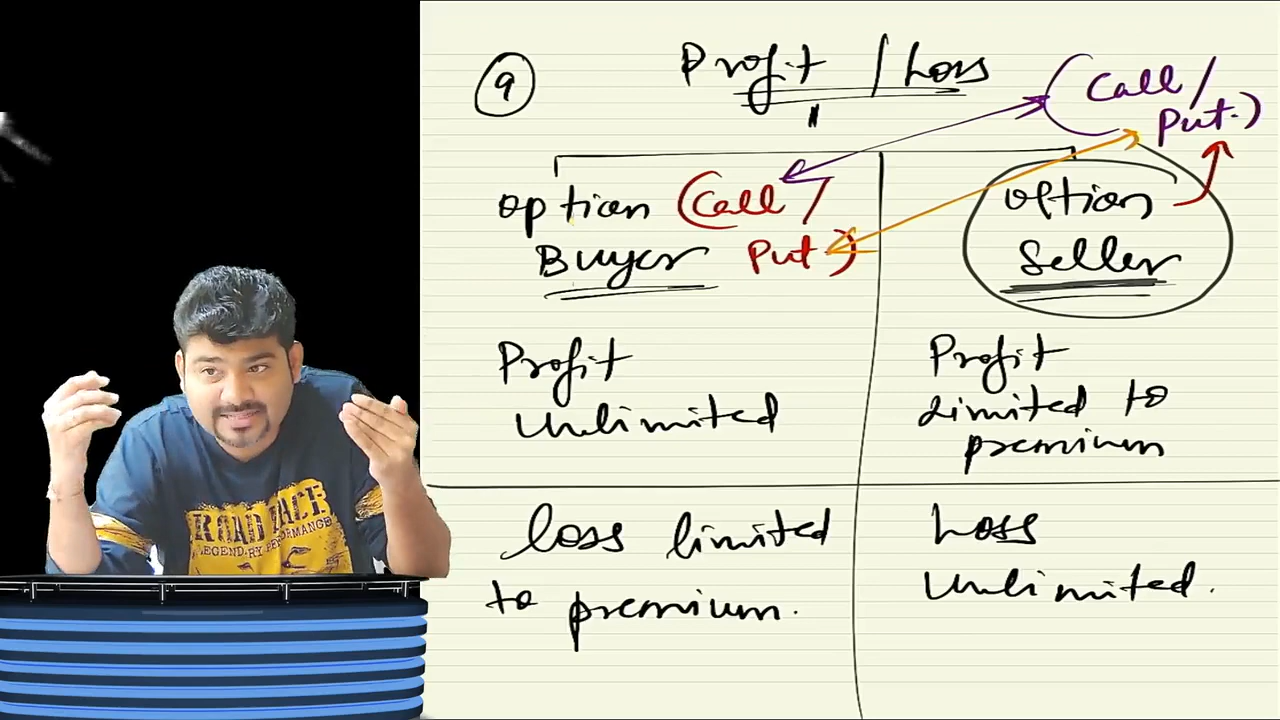 9
Profit / Loss
(Call /
Put.)
option (Call /
Buyer Put)
option
Seller
Profit
Unlimited
Profit
Limited to
premium
loss limited
to premium.
Loss
Unlimited.
ROAD RACE
LEGENDRY PERFORMANCE